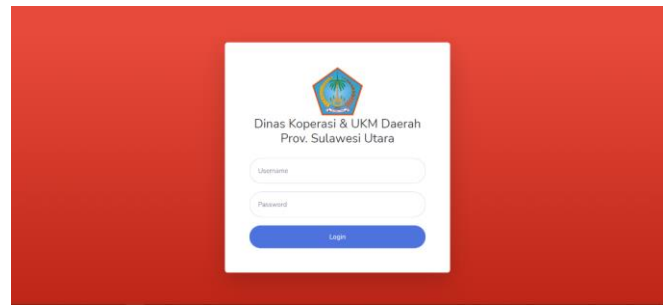 Dinas Koperasi & UKM Daerah
Prov. Sulawesi Utara
Username
Password
Login